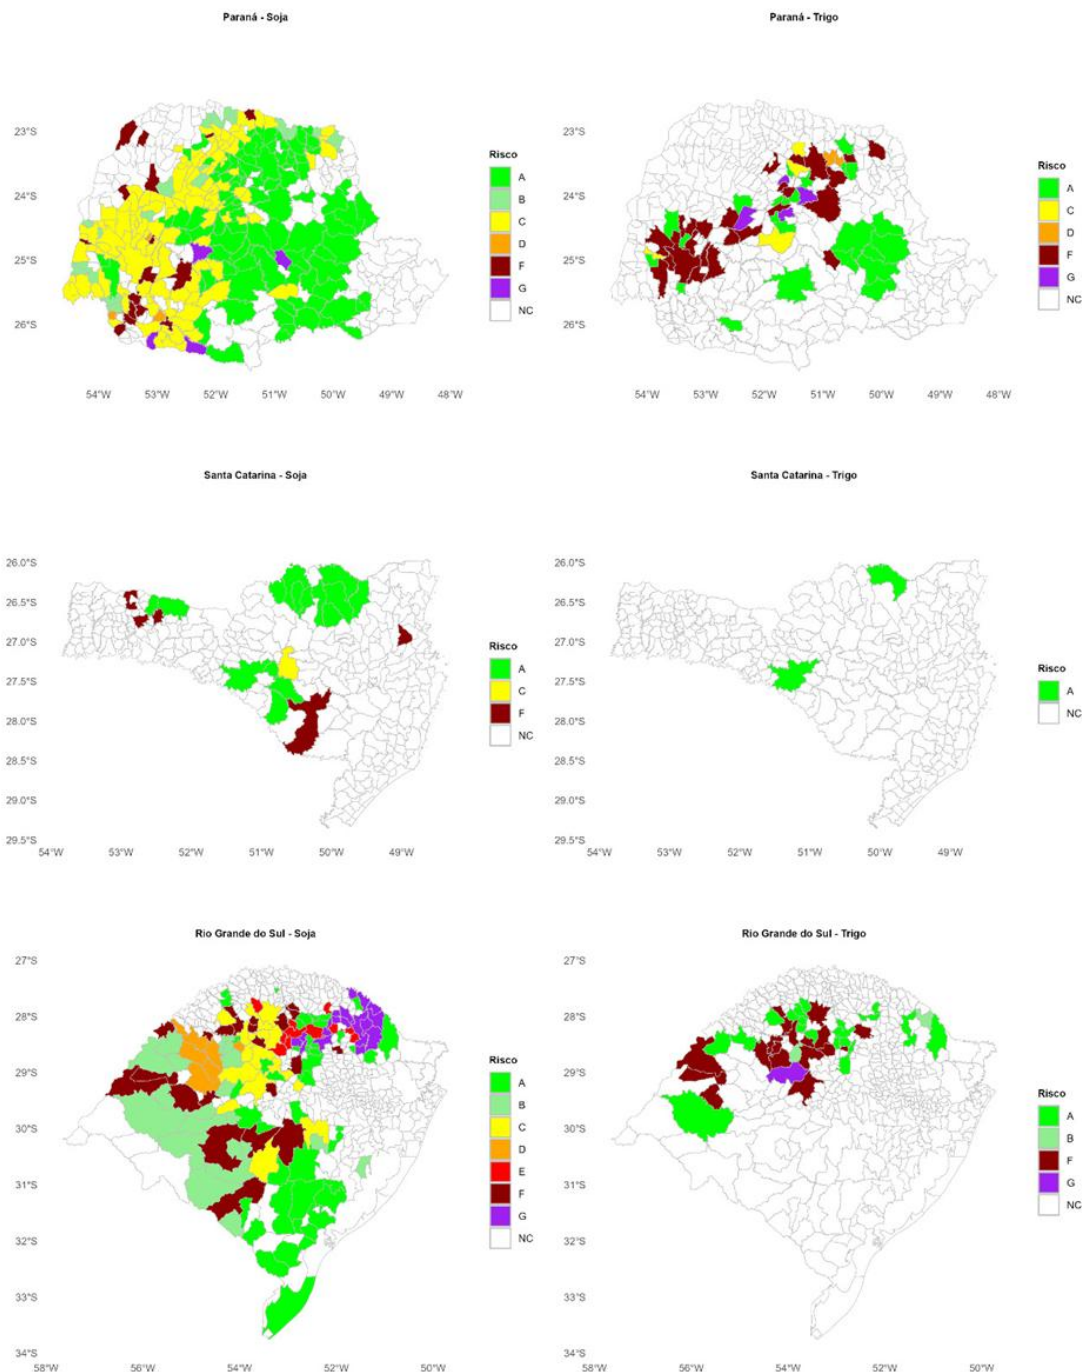 Paraná - Soja
Paraná - Trigo
23°S
24°S
25°S
26°S
54°W 53°W 52°W 51°W 50°W 49°W 48°W
Risco
A
B
C
D
F
G
NC
23°S
24°S
25°S
26°S
54°W 53°W 52°W 51°W 50°W 49°W 48°W
Risco
A
C
D
F
G
NC
Santa Catarina - Soja
Santa Catarina - Trigo
26.0°S
26.5°S
27.0°S
27.5°S
28.0°S
28.5°S
29.0°S
29.5°S
54°W 53°W 52°W 51°W 50°W 49°W
Risco
A
C
F
NC
26.0°S
26.5°S
27.0°S
27.5°S
28.0°S
28.5°S
29.0°S
29.5°S
54°W 53°W 52°W 51°W 50°W 49°W
Risco
A
NC
Rio Grande do Sul - Soja
Rio Grande do Sul - Trigo
27°S
28°S
29°S
30°S
31°S
32°S
33°S
34°S
58°W 56°W 54°W 52°W 50°W
Risco
A
B
C
D
E
F
G
NC
27°S
28°S
29°S
30°S
31°S
32°S
33°S
34°S
58°W 56°W 54°W 52°W 50°W
Risco
A
B
F
G
NC